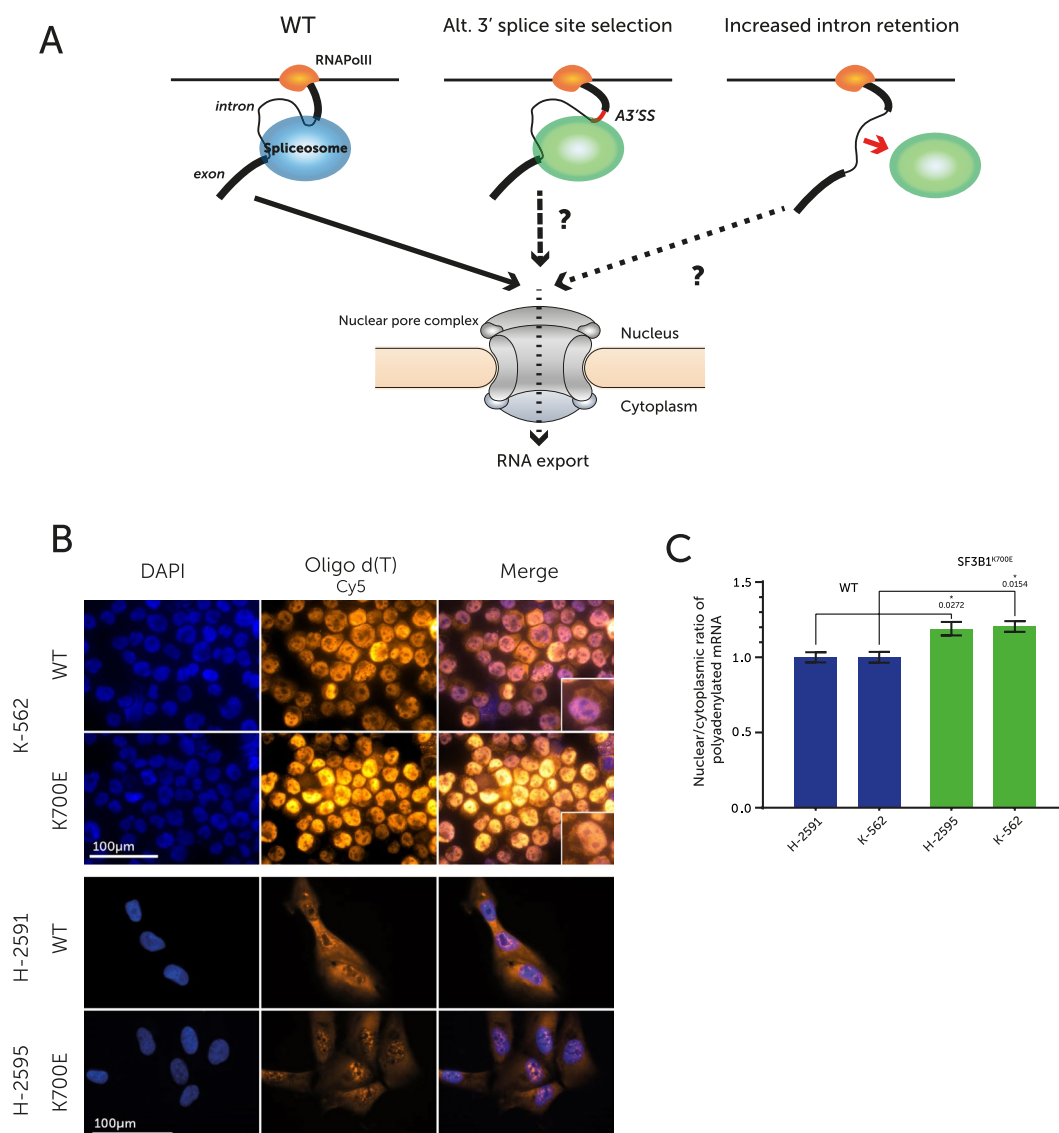 A
WT
Alt. 3′ splice site selection
Increased intron retention
RNAPolII
intron
A3′SS
Spliceosome
exon
?
?
Nuclear pore complex
Nucleus
Cytoplasm
RNA export
B
DAPI
Oligo d(T)
Cy5
Merge
K-562
WT
K700E
100µm
H-2591
WT
H-2595
K700E
100µm
C
SF3B1K700E
WT
*
0.0154
*
0.0272
Nuclear/cytoplasmic ratio of
polyadenylated mRNA
1.5
1.0
0.5
0.0
H-2591
K-562
H-2595
K-562